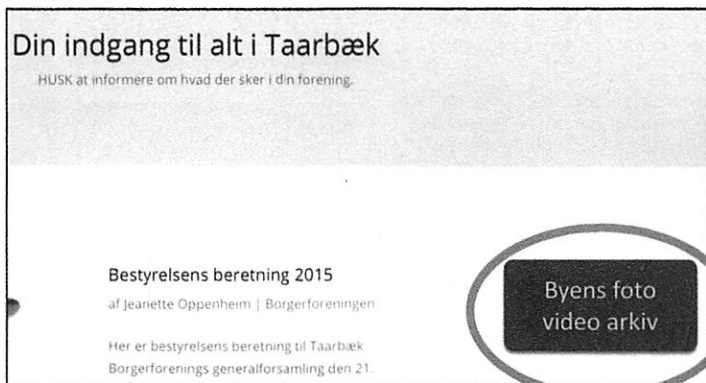 Din indgang til alt i Taarbæk
HUSK at informere om hvad der sker i din forening.
Bestyrelsens beretning 2015
af Jeanette Oppenheim | Borgerforeningen
Her er bestyrelsens beretning til Taarbæk
Borgerforenings generalforsamling den 21.
Byens foto
video arkiv